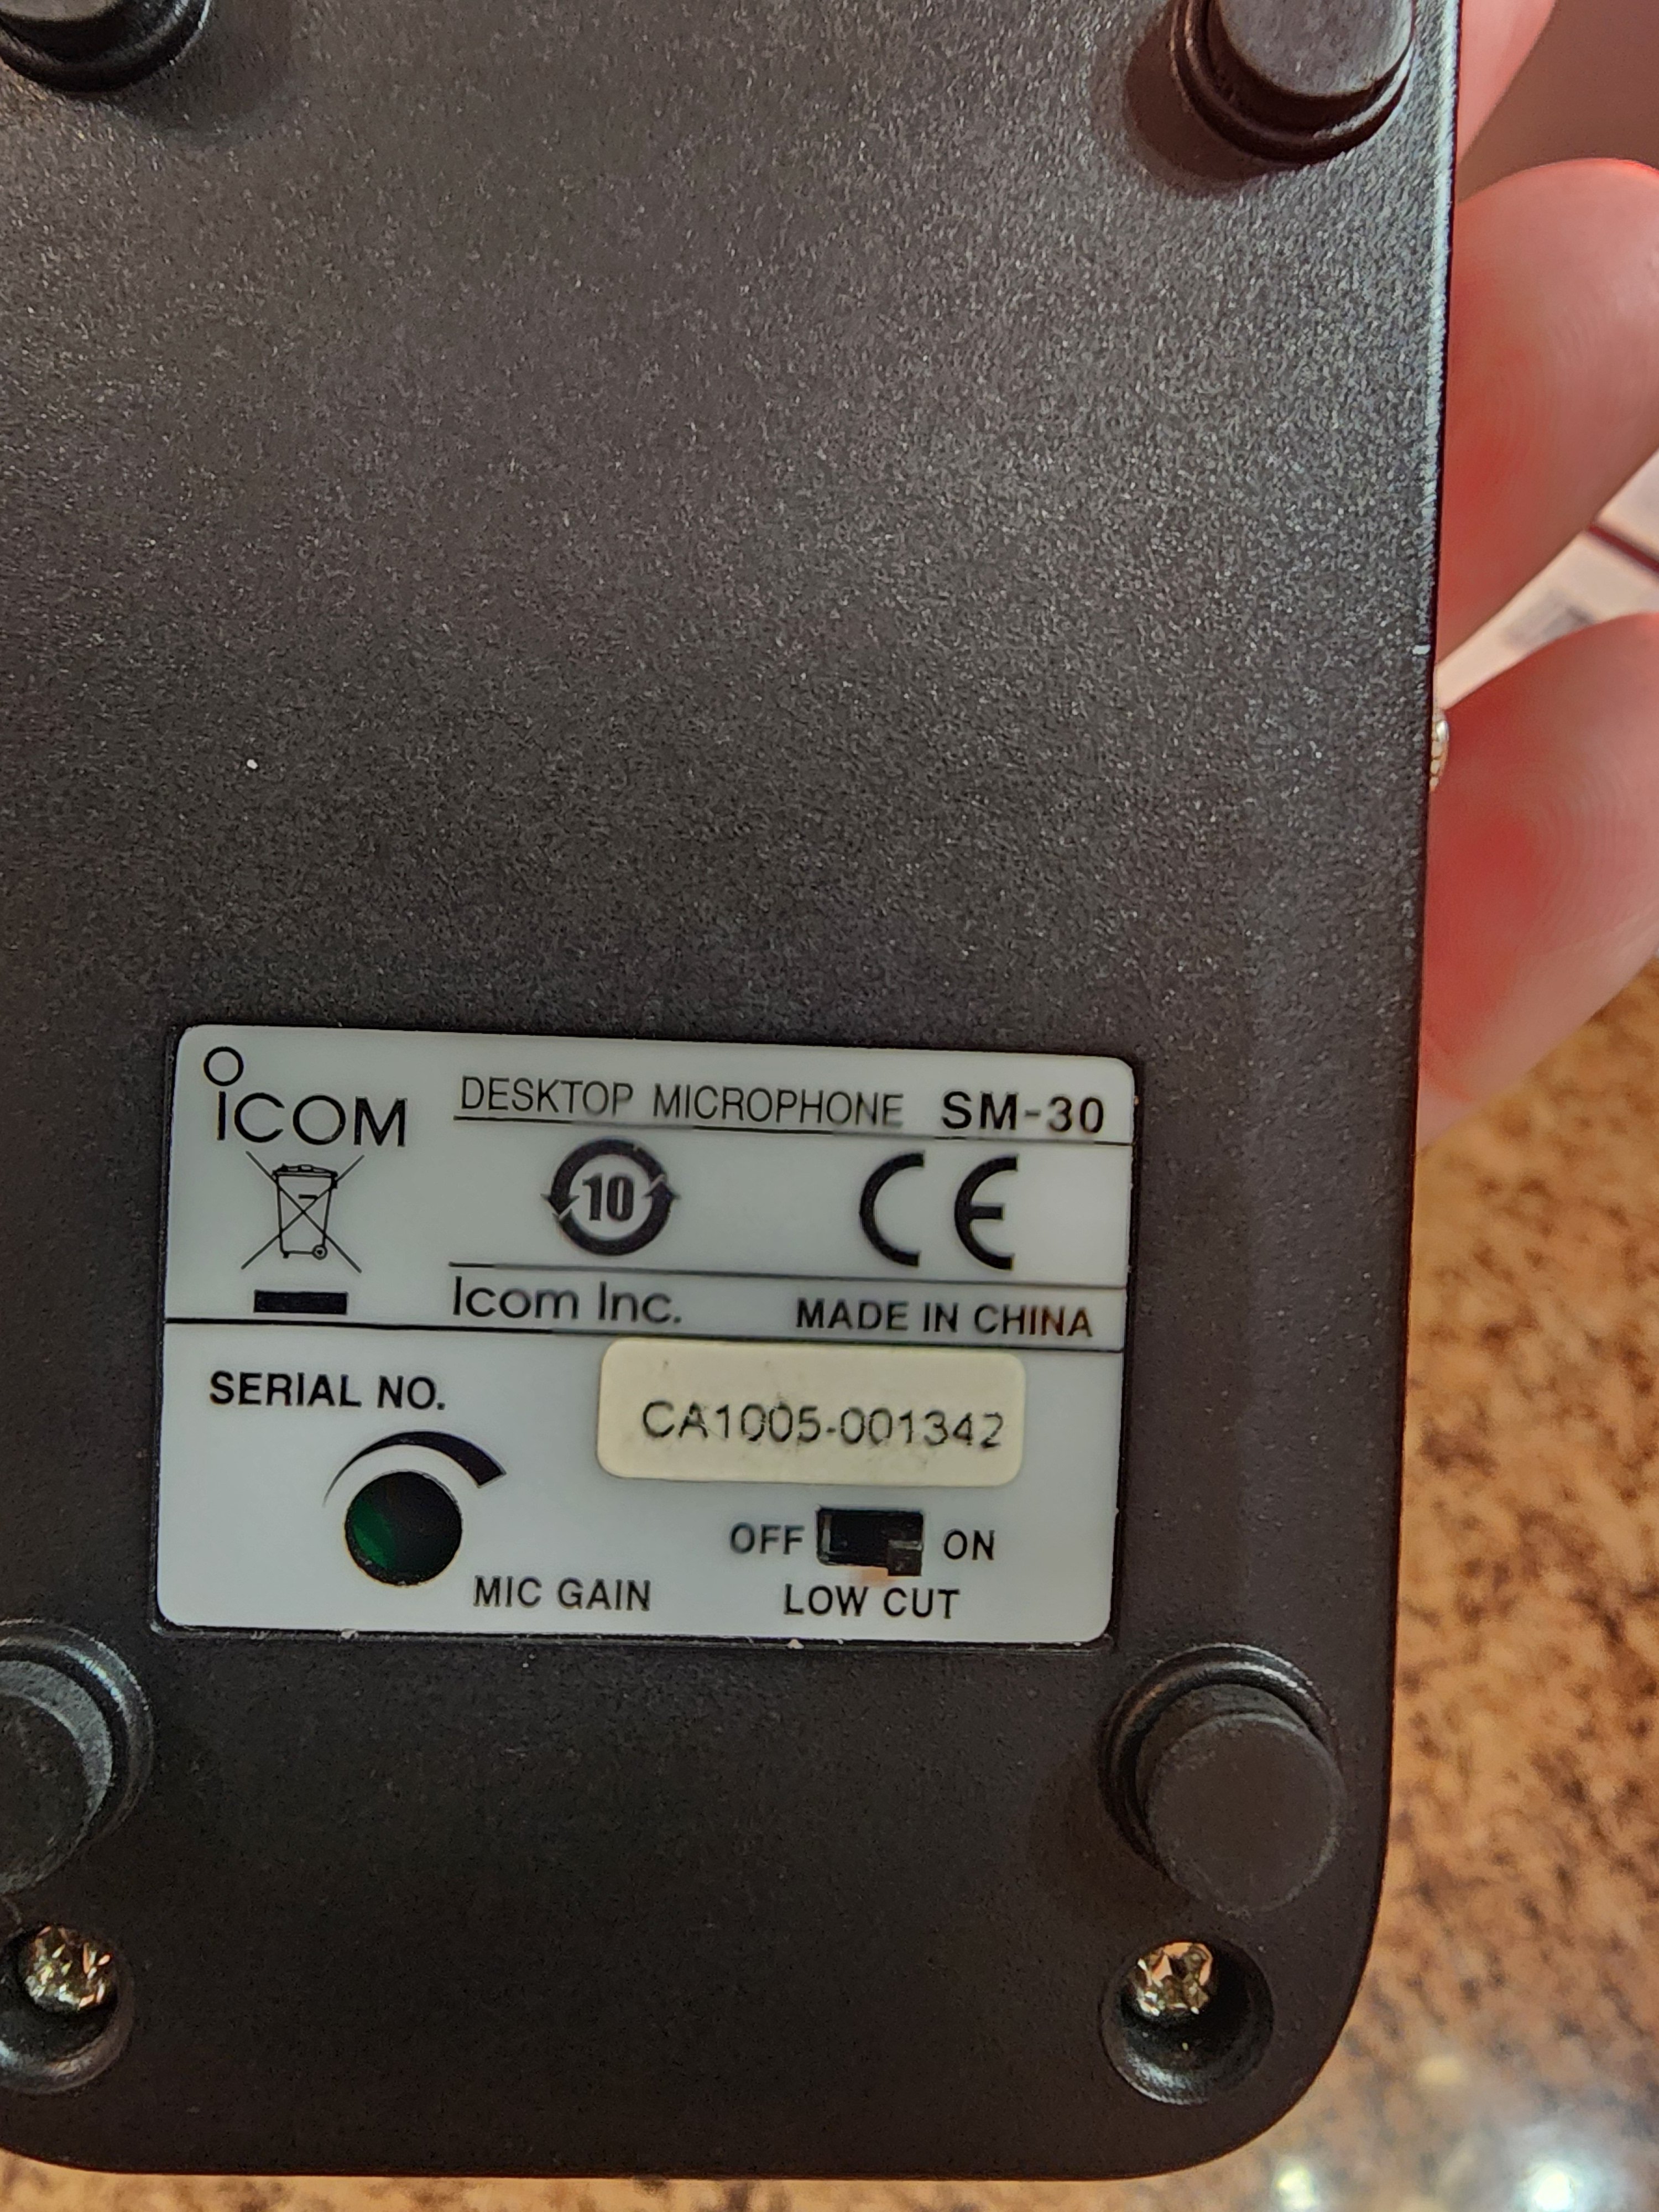 ICOM
DESKTOP MICROPHONE SM-30
10
CE
Icom Inc. MADE IN CHINA
SERIAL NO. CA1005-001342
OFF ON
MIC GAIN LOW CUT